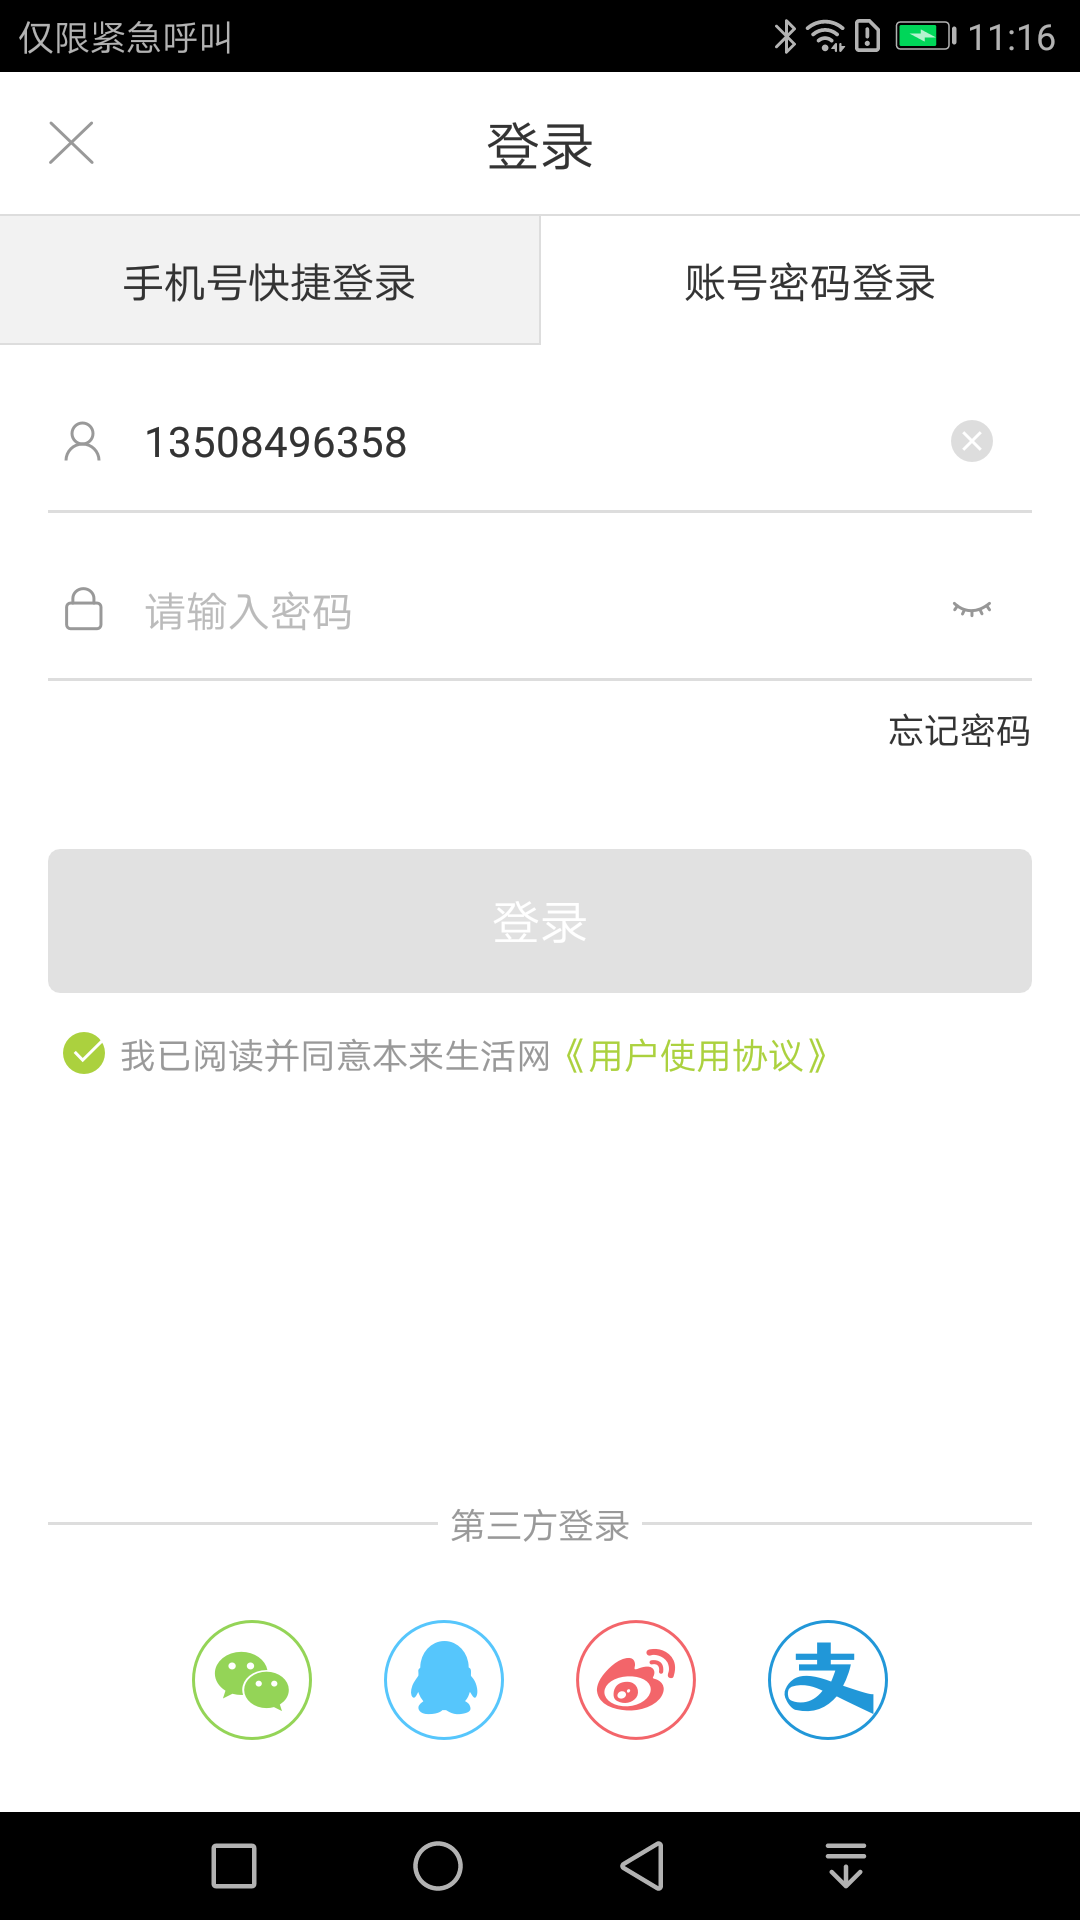 仅限紧急呼叫 11:16
登录
手机号快捷登录 账号密码登录
13508496358
请输入密码
忘记密码
登录
我已阅读并同意本来生活网《用户使用协议》
第三方登录
支